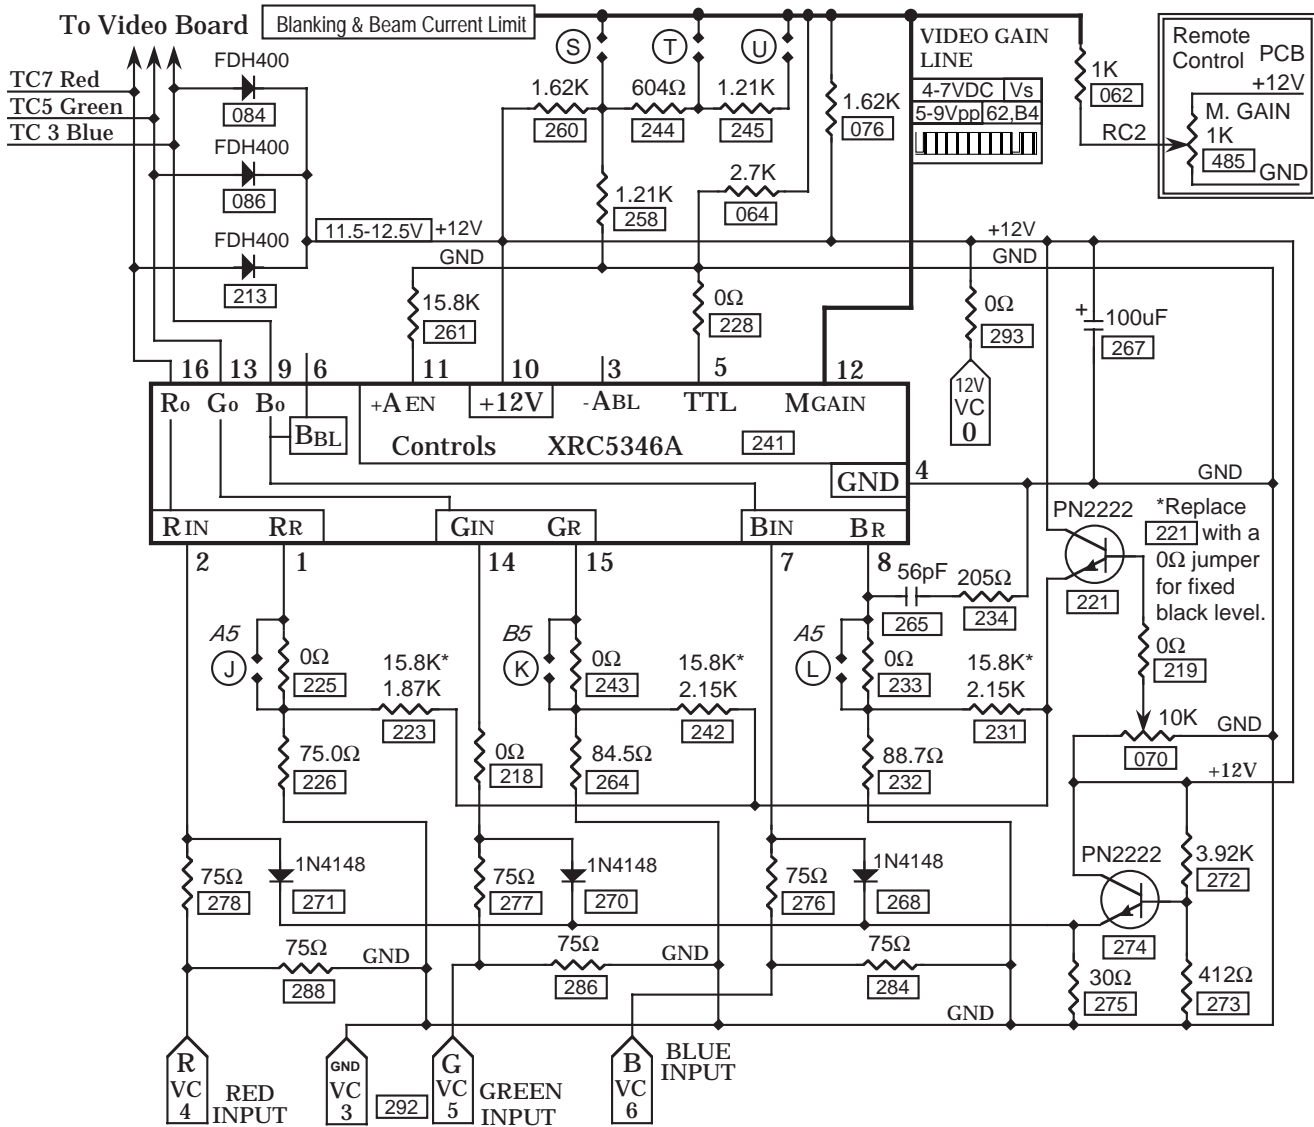 To Video Board
Blanking & Beam Current Limit
TC7 Red
TC5 Green
TC 3 Blue
FDH400
084
FDH400
086
FDH400
213
S
T
U
1.62K
260
604Ω
244
1.21K
245
1.62K
076
1.21K
258
2.7K
064
VIDEO GAIN
LINE
4-7VDC
Vs
5-9Vpp
62,B4
1K
062
RC2
Remote
Control
PCB
+12V
M. GAIN
1K
485
GND
11.5-12.5V
+12V
GND
+12V
GND
15.8K
261
0Ω
228
0Ω
293
12V
VC
0
+
100uF
267
16
13
9
6
11
10
3
5
12
Ro
Go
Bo
BBL
+AEN
+12V
-ABL
TTL
MGAIN
Controls
XRC5346A
241
GND
4
GND
RIN
RR
GIN
GR
BIN
BR
2
1
14
15
7
8
56pF
265
205Ω
234
PN2222
221
*Replace
221 with a
0Ω jumper
for fixed
black level.
A5
J
0Ω
225
15.8K*
1.87K
223
B5
K
0Ω
243
15.8K*
2.15K
242
A5
L
0Ω
233
15.8K*
2.15K
231
0Ω
219
10K
070
GND
+12V
75.0Ω
226
0Ω
218
84.5Ω
264
88.7Ω
232
75Ω
278
1N4148
271
75Ω
277
1N4148
270
75Ω
276
1N4148
268
PN2222
274
3.92K
272
75Ω
288
GND
75Ω
286
GND
75Ω
284
30Ω
275
412Ω
273
GND
R
VC
4
RED
INPUT
GND
VC
3
292
G
VC
5
GREEN
INPUT
B
VC
6
BLUE
INPUT